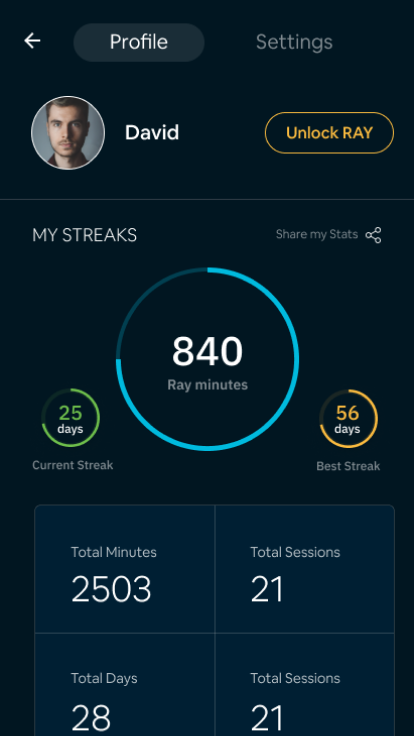 Profile
Settings
David
Unlock RAY
MY STREAKS
Share my Stats
840
Ray minutes
25
days
Current Streak
56
days
Best Streak
Total Minutes
2503
Total Sessions
21
Total Days
28
Total Sessions
21